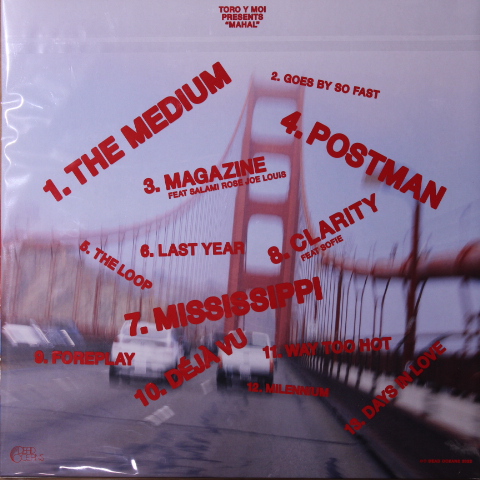 TORO Y MOI
PRESENTS
"MAHAL"
1. THE MEDIUM
2. GOES BY SO FAST
3. MAGAZINE
FEAT SALAMI ROSE JOE LOUIS
4. POSTMAN
5. THE LOOP
6. LAST YEAR
7. MISSISSIPPI
8. CLARITY
FEAT SOFIE
9. FOREPLAY
10. DÉJÀ VU
11. WAY TOO HOT
12. MILLENNIUM
13. DAYS IN LOVE